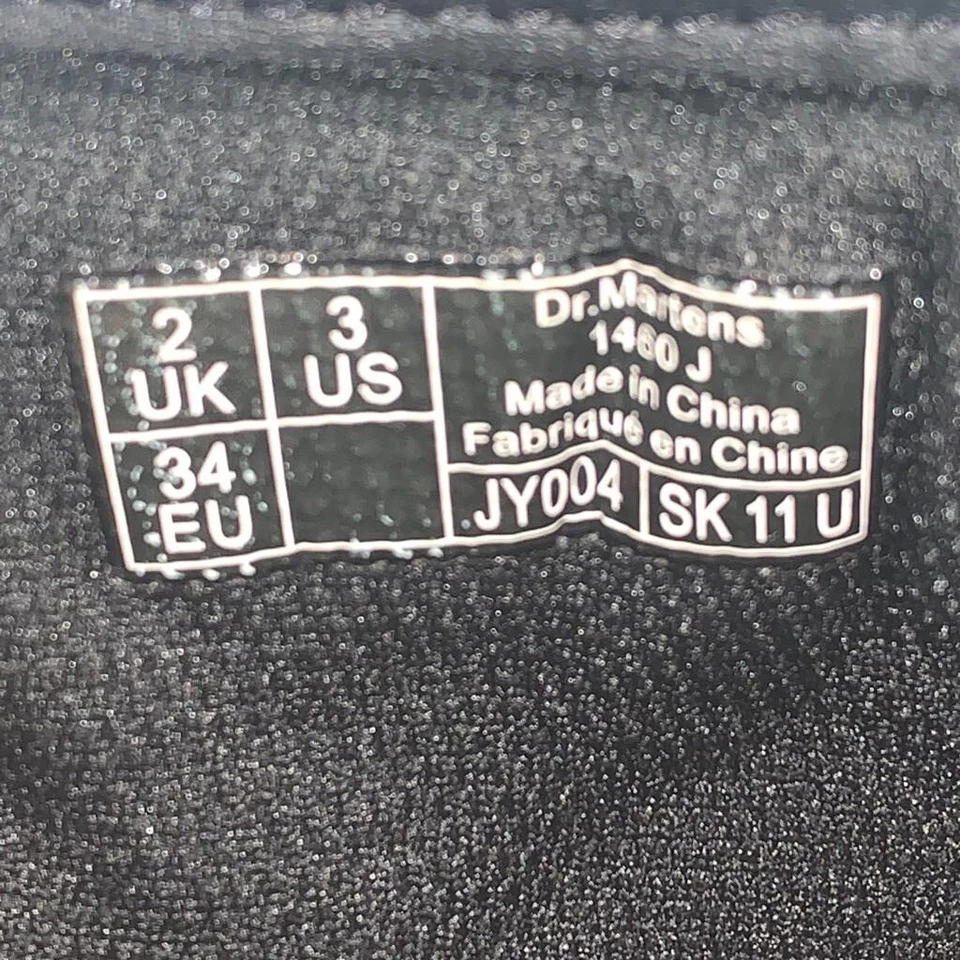 2
UK
3
US
34
EU
Dr.Martens
1460 J
Made in China
Fabriqué en Chine
JY004
SK 11 U